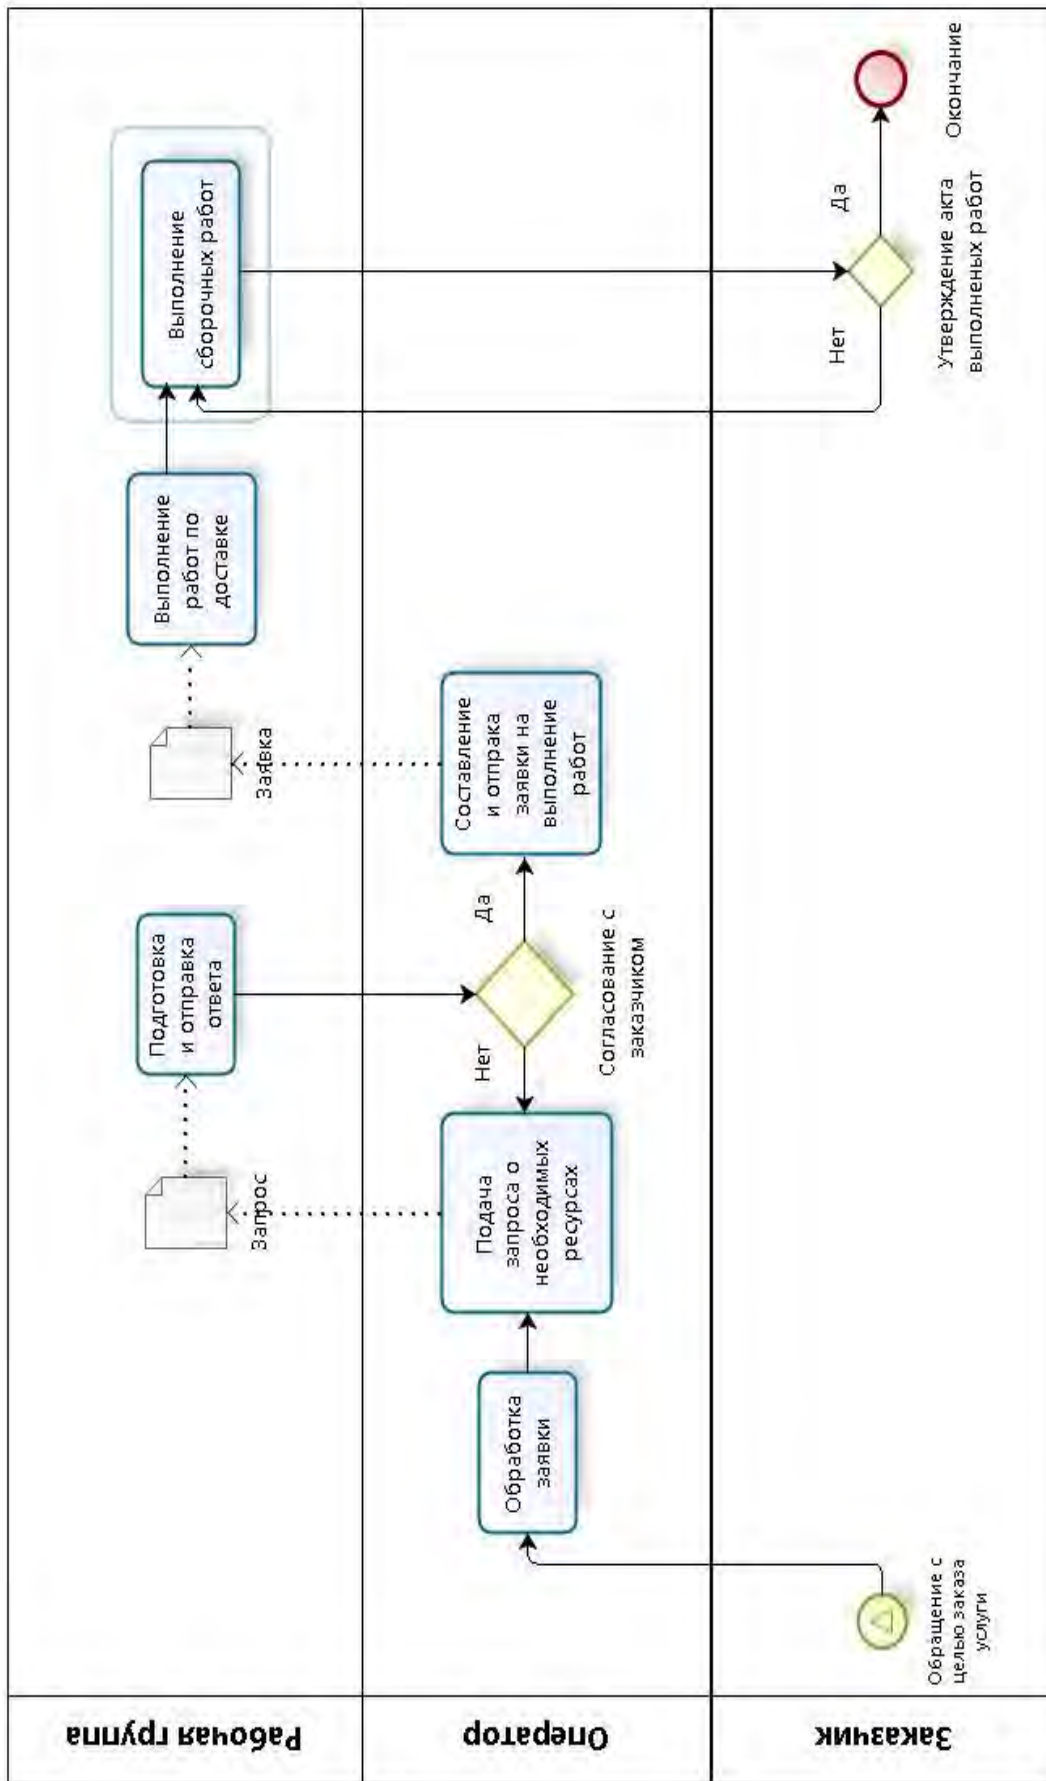 Рабочая группа
Запрос
Подготовка
и отправка
ответа
Заявка
Выполнение
работ по
доставке
Выполнение
сборочных работ
Оператор
Обработка
заявки
Подача
запроса о
необходимых
ресурсах
Нет
Да
Согласование с
заказчиком
Составление
и отпрака
заявки на
выполнение
работ
Заказчик
Обращение с
целью заказа
услуги
Нет
Да
Утверждение акта
выполненых работ
Окончание